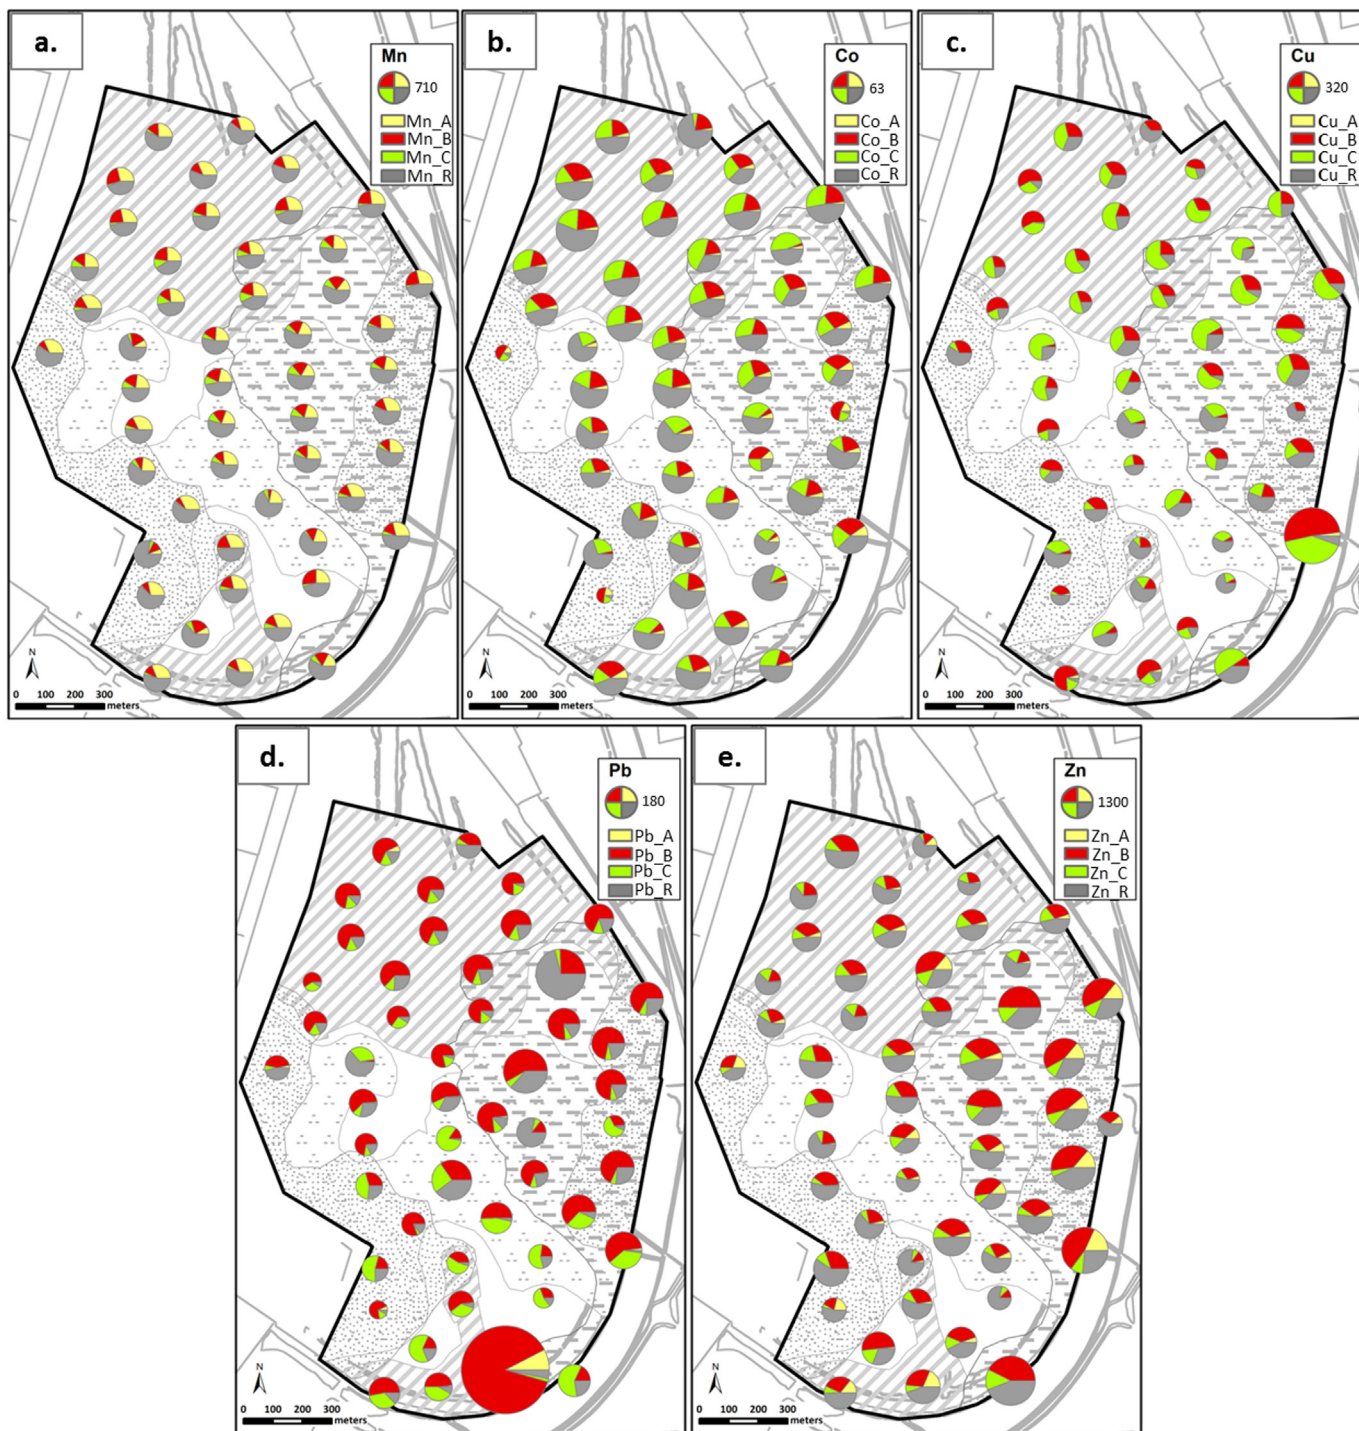 a.
Mn
710
Mn_A
Mn_B
Mn_C
Mn_R
N
0 100 200 300
meters
b.
Co
63
Co_A
Co_B
Co_C
Co_R
N
0 100 200 300
meters
c.
Cu
320
Cu_A
Cu_B
Cu_C
Cu_R
N
0 100 200 300
meters
d.
Pb
180
Pb_A
Pb_B
Pb_C
Pb_R
N
0 100 200 300
meters
e.
Zn
1300
Zn_A
Zn_B
Zn_C
Zn_R
N
0 100 200 300
meters